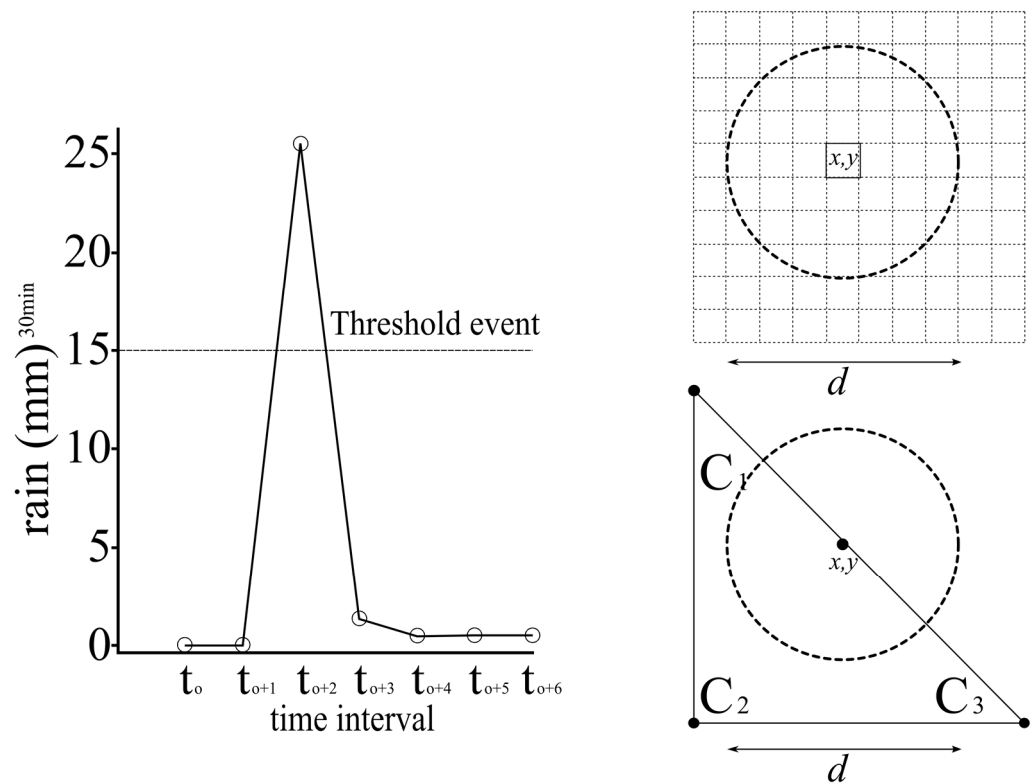 25
20
15
10
5
0
rain (mm)30min
Threshold event
to to+1 to+2 to+3 to+4 to+5 to+6
time interval
x,y
d
C1
x,y
C2
C3
d